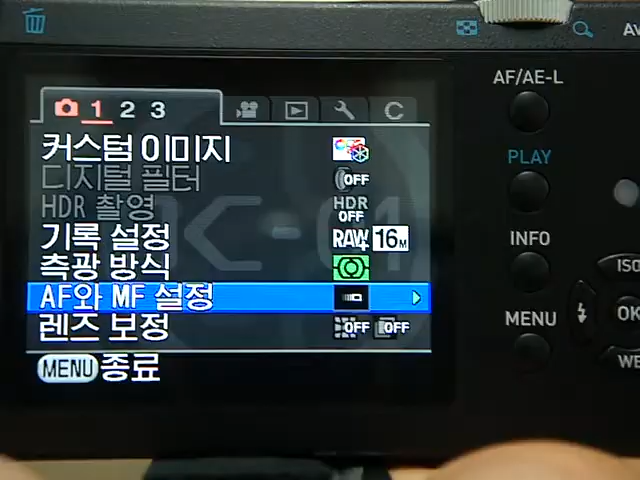 AV
AF/AE-L
1 2 3
C
커스텀 이미지
디지털 필터 OFF
PLAY
HDR 촬영 HDR OFF
K-01
기록 설정 RAW+ 16M
INFO
측광 방식
ISO
AF와 MF 설정
OK
MENU
렌즈 보정 OFF OFF
MENU 종료